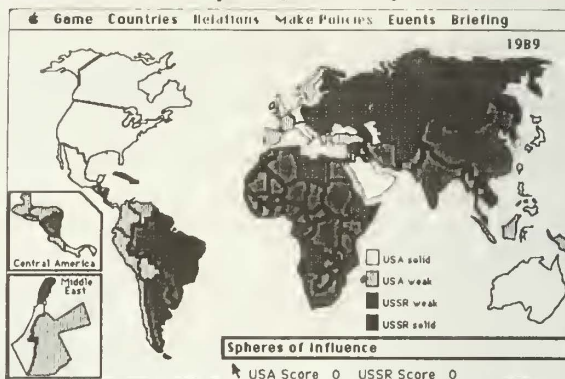 Game Countries Relations Make Policies Events Briefing
1989
USA solid
USA weak
USSR weak
USSR solid
Central America
Middle
East
Spheres of Influence
USA Score 0 USSR Score 0